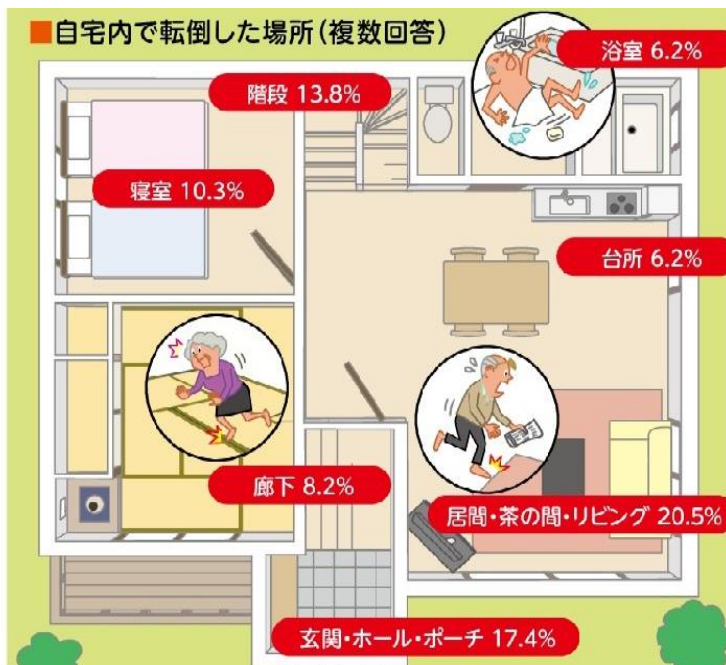 ■自宅内で転倒した場所(複数回答)
浴室 6.2%
階段 13.8%
寝室 10.3%
台所 6.2%
廊下 8.2%
居間・茶の間・リビング 20.5%
玄関・ホール・ポーチ 17.4%